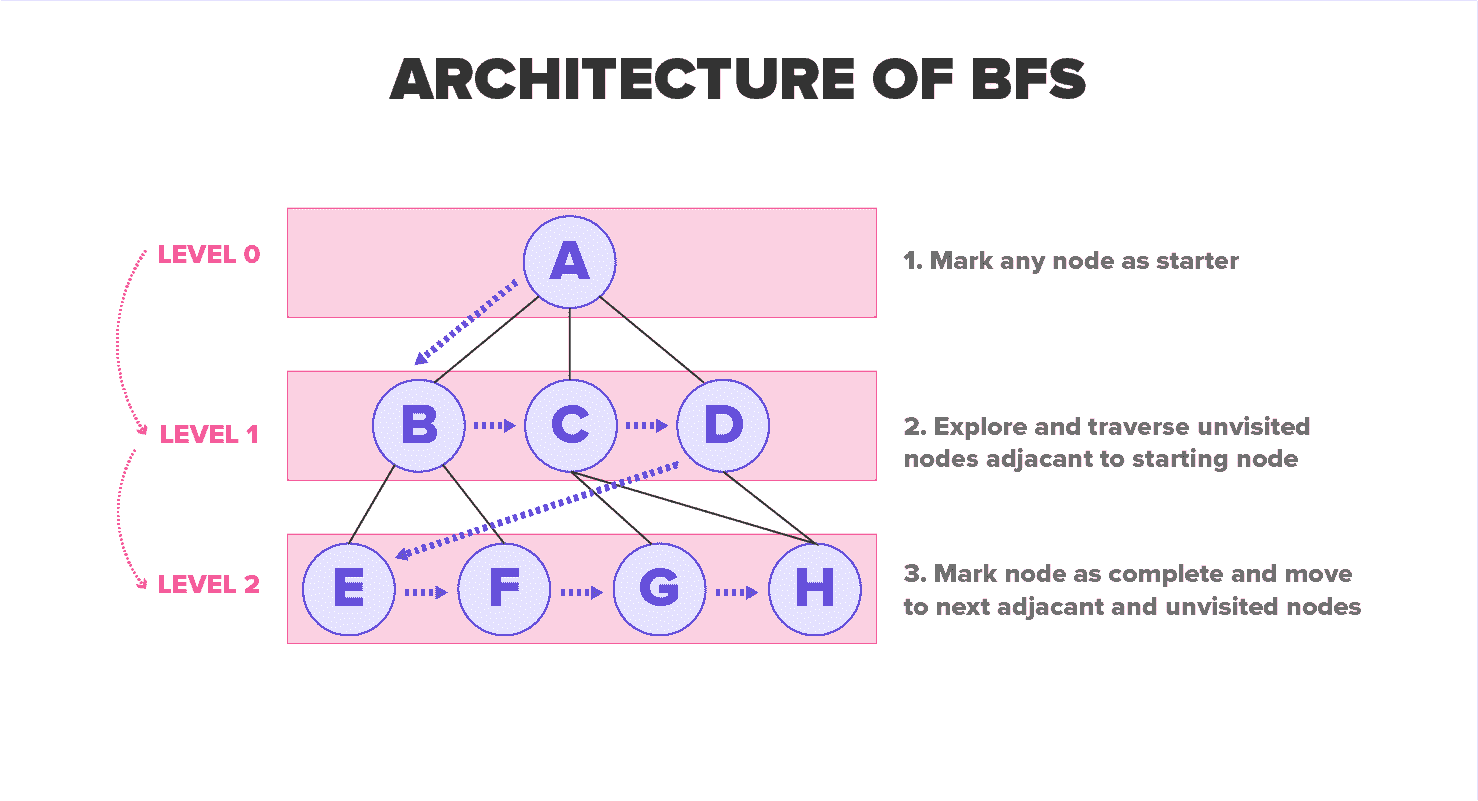 ARCHITECTURE OF BFS
LEVEL 0
A
1. Mark any node as starter
LEVEL 1
B
C
D
2. Explore and traverse unvisited
nodes adjacant to starting node
LEVEL 2
E
F
G
H
3. Mark node as complete and move
to next adjacant and unvisited nodes